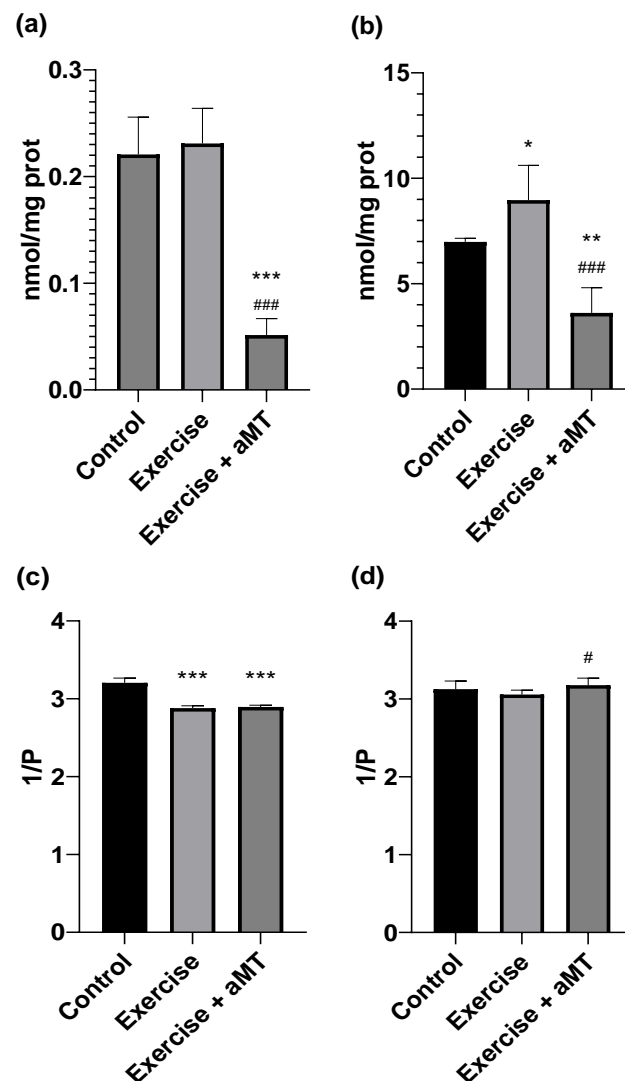 (a)
nmol/mg prot
0.3
0.2
0.1
0.0
***
###
Control
Exercise
Exercise + aMT
(b)
nmol/mg prot
15
10
5
0
*
**
###
Control
Exercise
Exercise + aMT
(c)
1/P
4
3
2
1
0
***
***
Control
Exercise
Exercise + aMT
(d)
1/P
4
3
2
1
0
#
Control
Exercise
Exercise + aMT